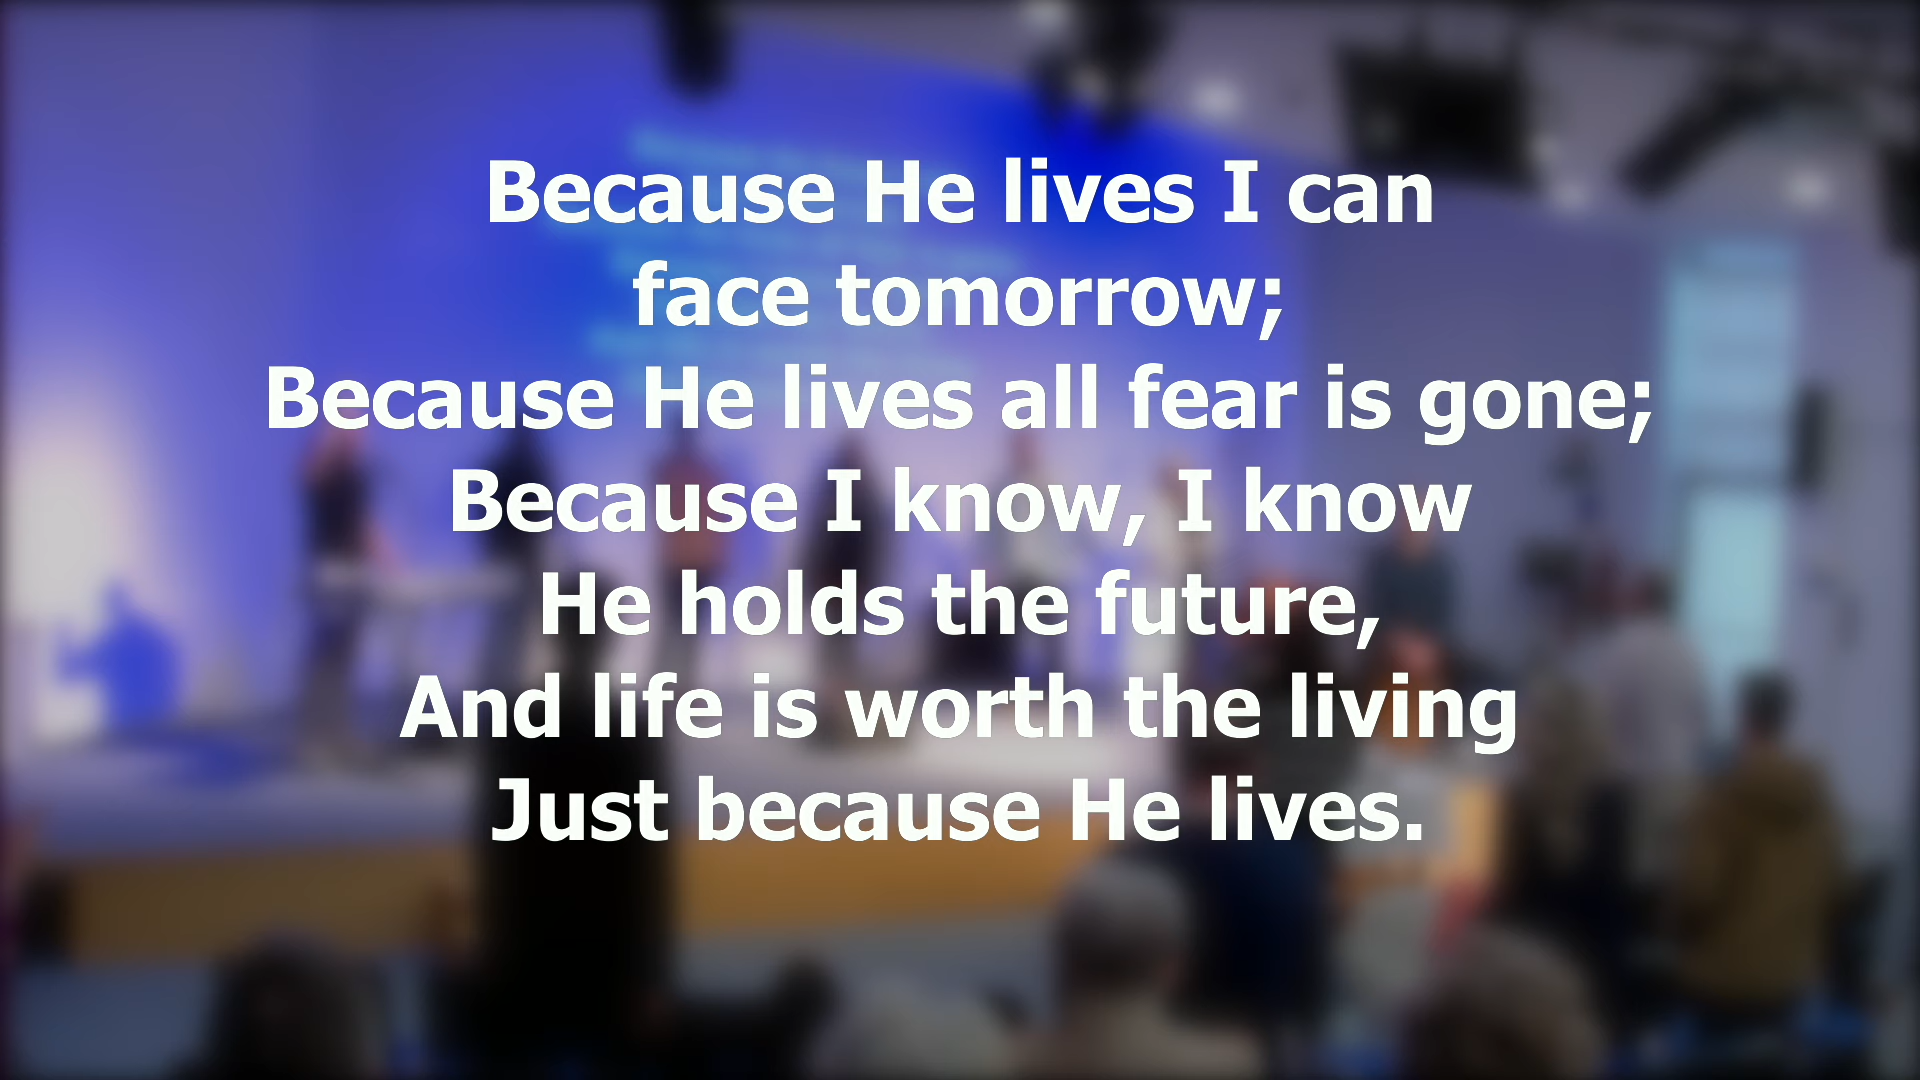 Because He lives I can
face tomorrow;
Because He lives all fear is gone;
Because I know, I know
He holds the future,
And life is worth the living
Just because He lives.